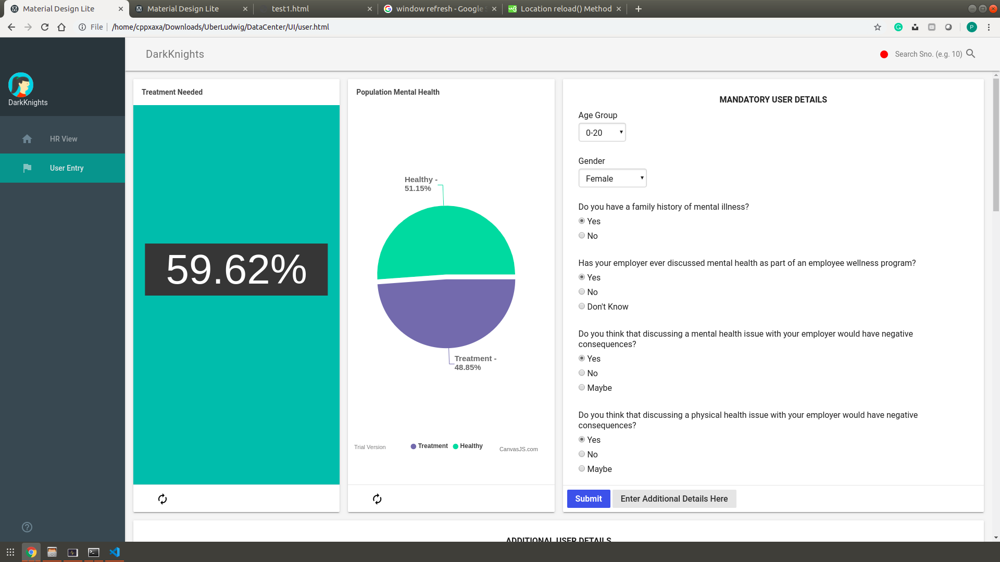 Material Design Lite
Material Design Lite
test1.html
window refresh - Google
Location reload() Method
File
/home/cppxaxa/Downloads/UberLudwig/DataCenter/UI/user.html
P
DarkKnights
Search Sno. (e.g. 10)
DarkKnights
HR View
User Entry
Treatment Needed
59.62%
Population Mental Health
Healthy -
51.15%
Treatment -
48.85%
Trial Version
Treatment
Healthy
CanvasJS.com
MANDATORY USER DETAILS
Age Group
0-20
Gender
Female
Do you have a family history of mental illness?
Yes
No
Has your employer ever discussed mental health as part of an employee wellness program?
Yes
No
Don't Know
Do you think that discussing a mental health issue with your employer would have negative
consequences?
Yes
No
Maybe
Do you think that discussing a physical health issue with your employer would have negative
consequences?
Yes
No
Maybe
Submit
Enter Additional Details Here
ADDITIONAL USER DETAILS